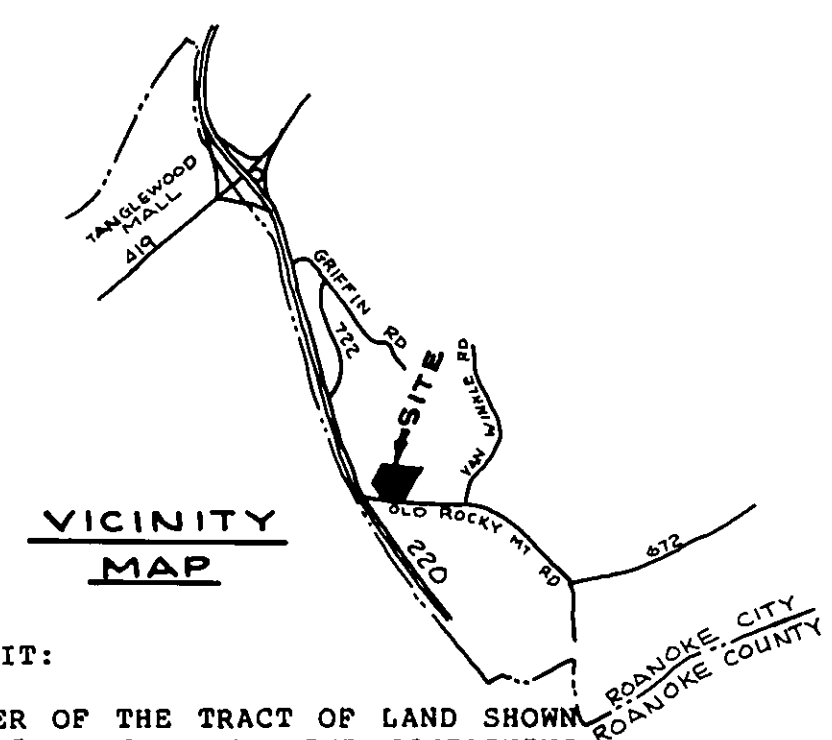 TANGLEWOOD
MALL
419
GRIFFIN RD
722
SITE
VAN WINKLE RD
OLD ROCKY MT RD
220
672
VICINITY
MAP
ROANOKE CITY
ROANOKE COUNTY
IT:
ER OF THE TRACT OF LAND SHOWN